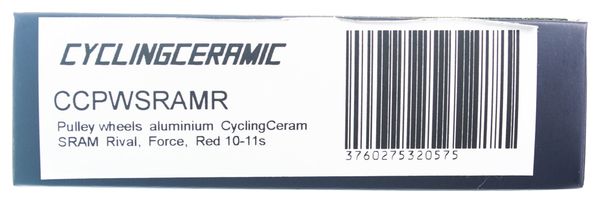 CYCLINGCERAMIC
CCPWSRAMR
Pulley wheels aluminium CyclingCeram
SRAM Rival, Force, Red 10-11s
3760275320575